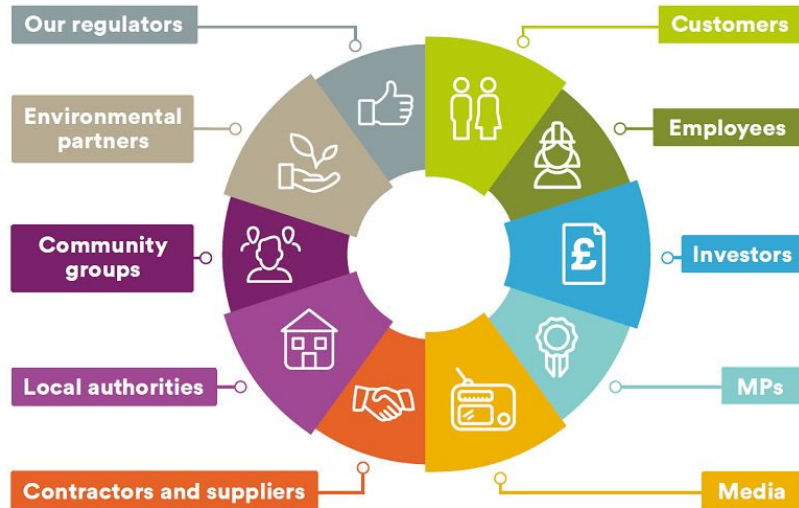 Our regulators
Customers
Environmental
partners
Employees
Community
groups
£
Investors
Local authorities
MPs
Contractors and suppliers
Media